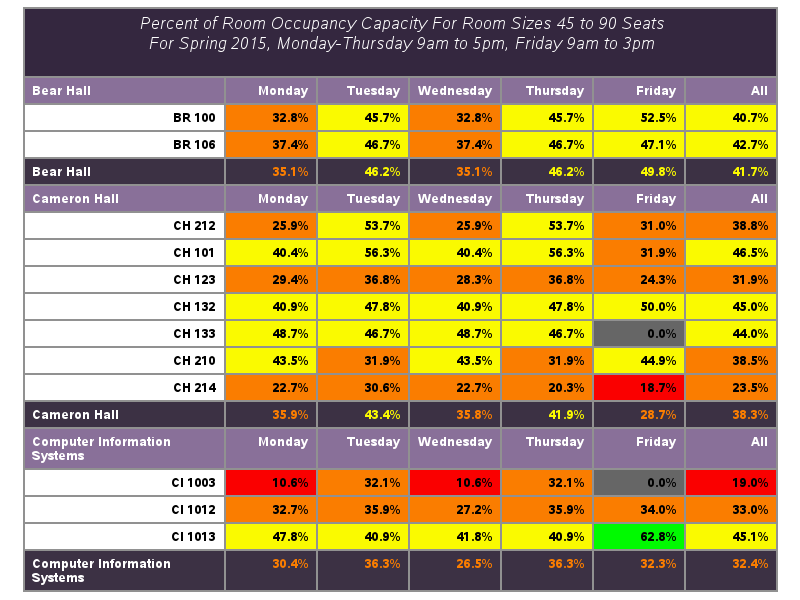 Percent of Room Occupancy Capacity For Room Sizes 45 to 90 Seats
For Spring 2015, Monday-Thursday 9am to 5pm, Friday 9am to 3pm
Bear Hall Monday Tuesday Wednesday Thursday Friday All
BR 100 32.8% 45.7% 32.8% 45.7% 52.5% 40.7%
BR 106 37.4% 46.7% 37.4% 46.7% 47.1% 42.7%
Bear Hall 35.1% 46.2% 35.1% 46.2% 49.8% 41.7%
Cameron Hall Monday Tuesday Wednesday Thursday Friday All
CH 212 25.9% 53.7% 25.9% 53.7% 31.0% 38.8%
CH 101 40.4% 56.3% 40.4% 56.3% 31.9% 46.5%
CH 123 29.4% 36.8% 28.3% 36.8% 24.3% 31.9%
CH 132 40.9% 47.8% 40.9% 47.8% 50.0% 45.0%
CH 133 48.7% 46.7% 48.7% 46.7% 0.0% 44.0%
CH 210 43.5% 31.9% 43.5% 31.9% 44.9% 38.5%
CH 214 22.7% 30.6% 22.7% 20.3% 18.7% 23.5%
Cameron Hall 35.9% 43.4% 35.8% 41.9% 28.7% 38.3%
Computer Information Monday Tuesday Wednesday Thursday Friday All
Systems
CI 1003 10.6% 32.1% 10.6% 32.1% 0.0% 19.0%
CI 1012 32.7% 35.9% 27.2% 35.9% 34.0% 33.0%
CI 1013 47.8% 40.9% 41.8% 40.9% 62.8% 45.1%
Computer Information 30.4% 36.3% 26.5% 36.3% 32.3% 32.4%
Systems